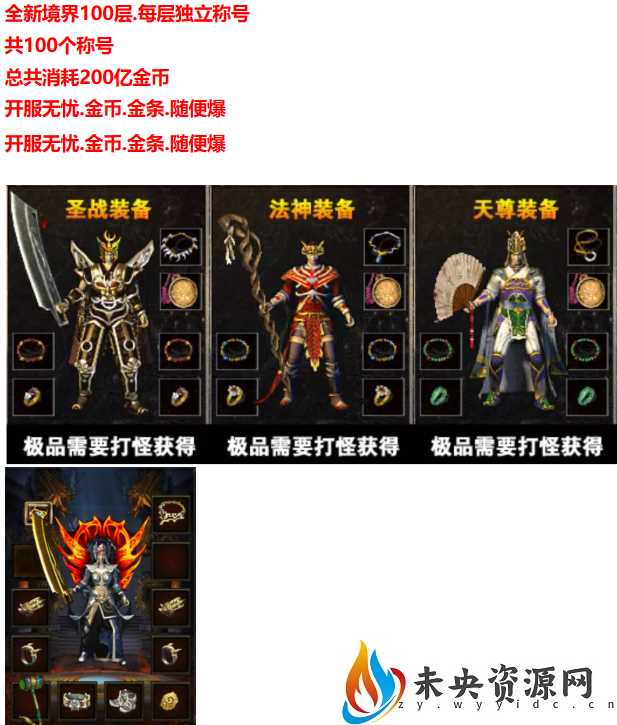 全新境界100层.每层独立称号
共100个称号
总共消耗200亿金币
开服无忧.金币.金条.随便爆
开服无忧.金币.金条.随便爆
圣战装备
法神装备
天尊装备
极品需要打怪获得
极品需要打怪获得
极品需要打怪获得
未央资源网
zy.wyyidc.cn